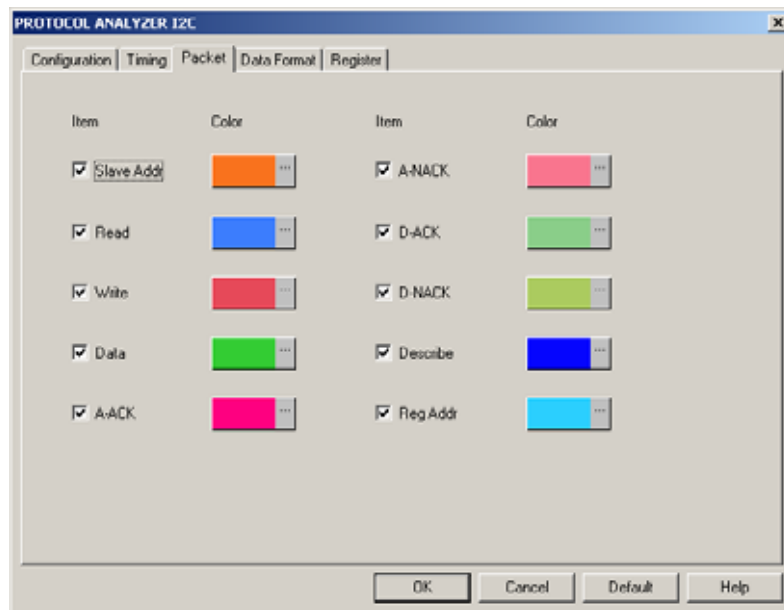 PROTOCOL ANALYZER I2C
Configuration Timing Packet Data Format Register
Item Color Item Color
Slave Addr ... A-NACK ...
Read ... D-ACK ...
Write ... D-NACK ...
Data ... Describe ...
A-ACK ... Reg Addr ...
OK Cancel Default Help